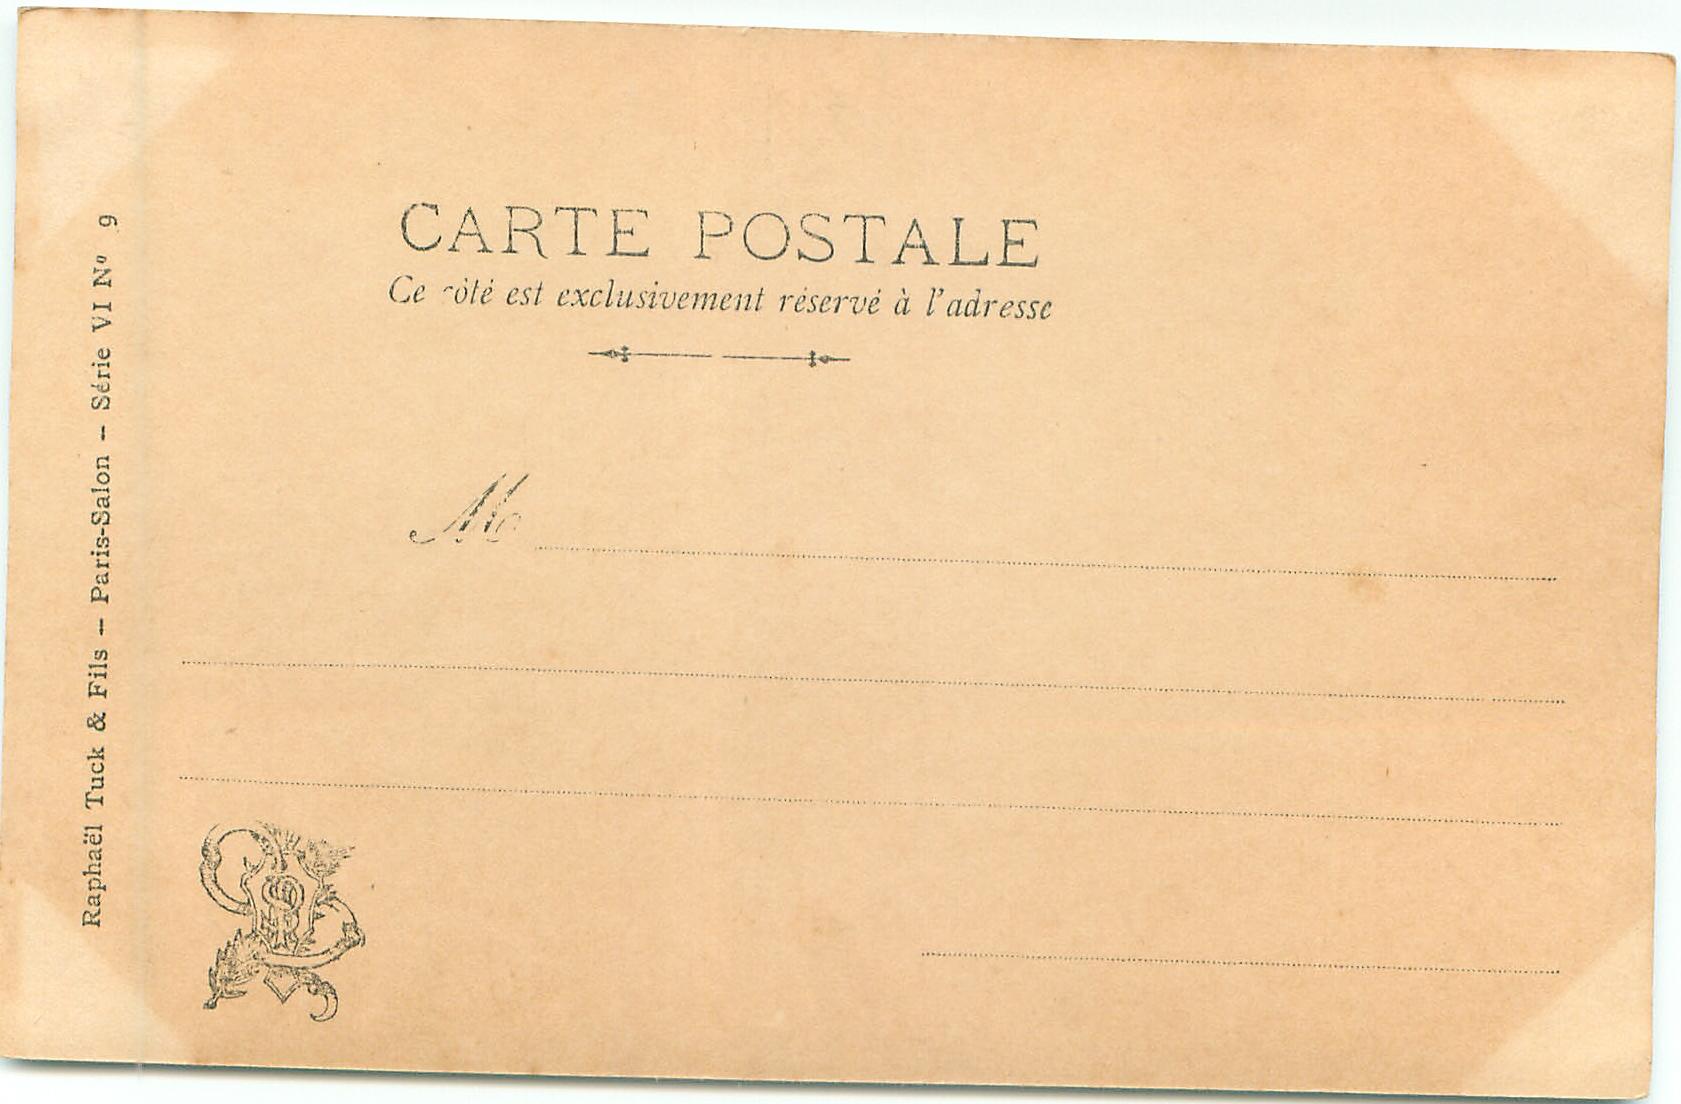 CARTE POSTALE
Ce côté est exclusivement réservé à l'adresse
M
Raphaël Tuck & Fils — Paris-Salon — Série VI Nº 9